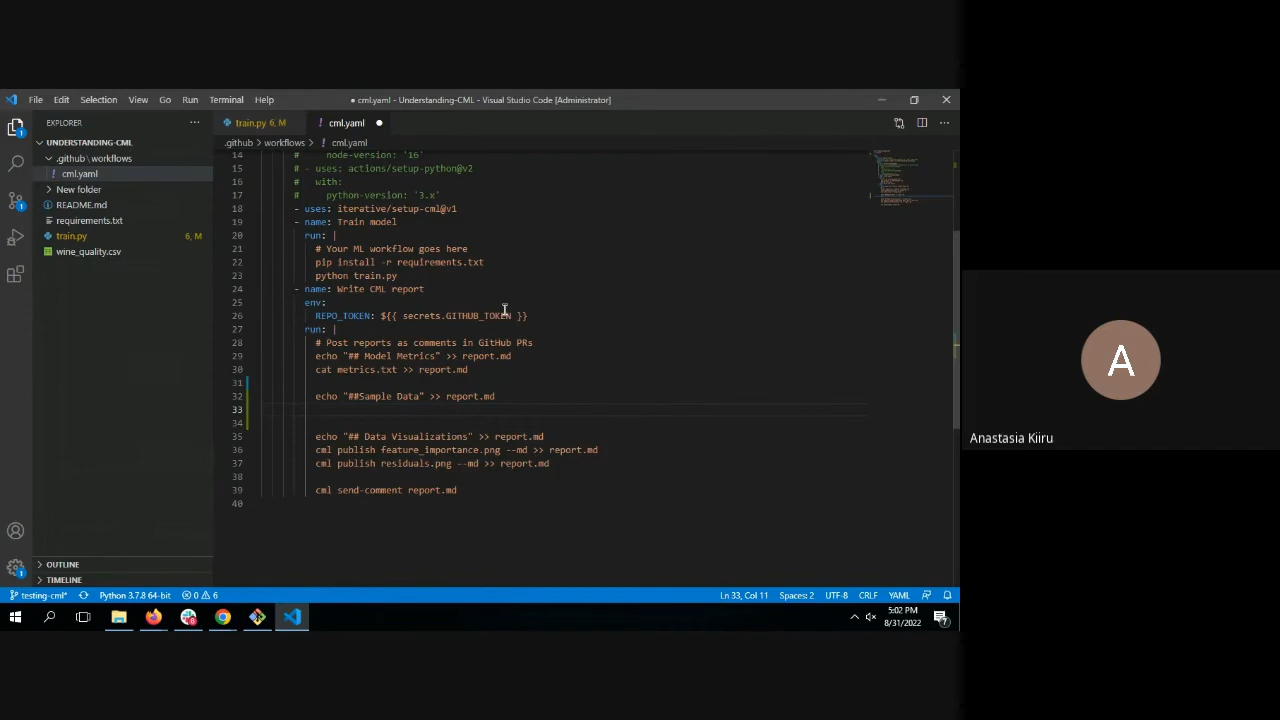 File Edit Selection View Go Run Terminal Help
● cml.yaml - Understanding-CML - Visual Studio Code [Administrator]
EXPLORER
train.py 6, M
cml.yaml
UNDERSTANDING-CML
.github > workflows > ! cml.yaml
.github\workflows
! cml.yaml
New folder
README.md
requirements.txt
train.py 6, M
wine_quality.csv
14 # node-version: '16'
15 # - uses: actions/setup-python@v2
16 # with:
17 # python-version: '3.x'
18 - uses: iterative/setup-cml@v1
19 - name: Train model
20 run: |
21 # Your ML workflow goes here
22 pip install -r requirements.txt
23 python train.py
24 - name: Write CML report
25 env:
26 REPO_TOKEN: ${{ secrets.GITHUB_TOKEN }}
27 run: |
28 # Post reports as comments in GitHub PRs
29 echo "## Model Metrics" >> report.md
30 cat metrics.txt >> report.md
31
32 echo "##Sample Data" >> report.md
33
34
35 echo "## Data Visualizations" >> report.md
36 cml publish feature_importance.png --md >> report.md
37 cml publish residuals.png --md >> report.md
38
39 cml send-comment report.md
40
OUTLINE
TIMELINE
testing-cml* Python 3.7.8 64-bit 0 6 Ln 33, Col 11 Spaces: 2 UTF-8 CRLF YAML
5:02 PM
8/31/2022
A
Anastasia Kiiru